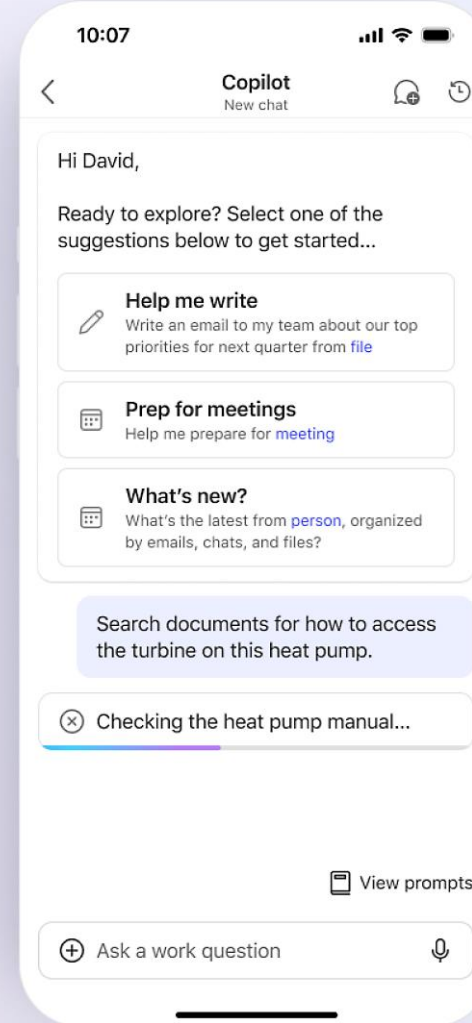 10:07
Copilot
New chat
Hi David,
Ready to explore? Select one of the
suggestions below to get started...
Help me write
Write an email to my team about our top
priorities for next quarter from file
Prep for meetings
Help me prepare for meeting
What's new?
What's the latest from person, organized
by emails, chats, and files?
Search documents for how to access
the turbine on this heat pump.
Checking the heat pump manual...
View prompts
Ask a work question